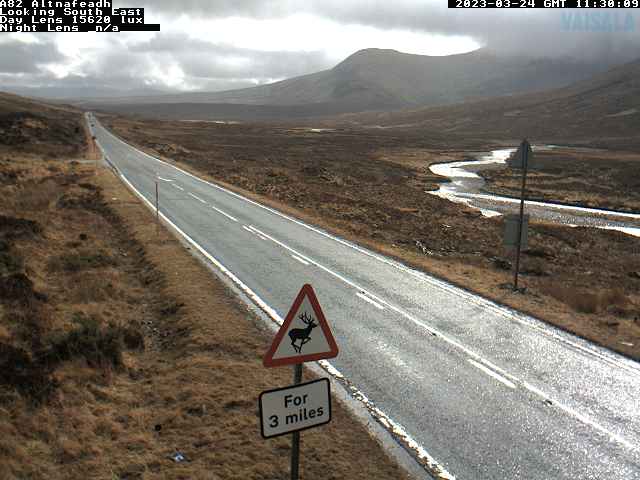 A82 Altnafeadh
Looking South East
Day Lens 15620 lux
Night Lens n/a
2023-03-24 GMT 11:30:09
VAISALA
For
3 miles